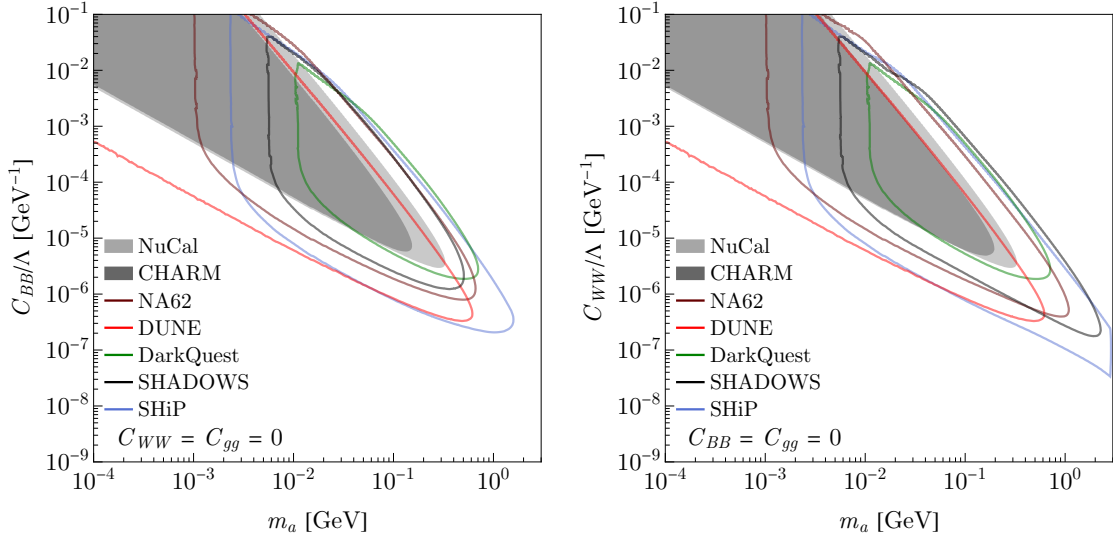 10⁻¹
10⁻²
10⁻³
10⁻⁴
10⁻⁵
10⁻⁶
10⁻⁷
10⁻⁸
10⁻⁹
C_BB/Λ [GeV⁻¹]
NuCal
CHARM
NA62
DUNE
DarkQuest
SHADOWS
SHiP
C_WW = C_gg = 0
10⁻⁴ 10⁻³ 10⁻² 10⁻¹ 10⁰
m_a [GeV]
10⁻¹
10⁻²
10⁻³
10⁻⁴
10⁻⁵
10⁻⁶
10⁻⁷
10⁻⁸
10⁻⁹
C_WW/Λ [GeV⁻¹]
NuCal
CHARM
NA62
DUNE
DarkQuest
SHADOWS
SHiP
C_BB = C_gg = 0
10⁻⁴ 10⁻³ 10⁻² 10⁻¹ 10⁰
m_a [GeV]